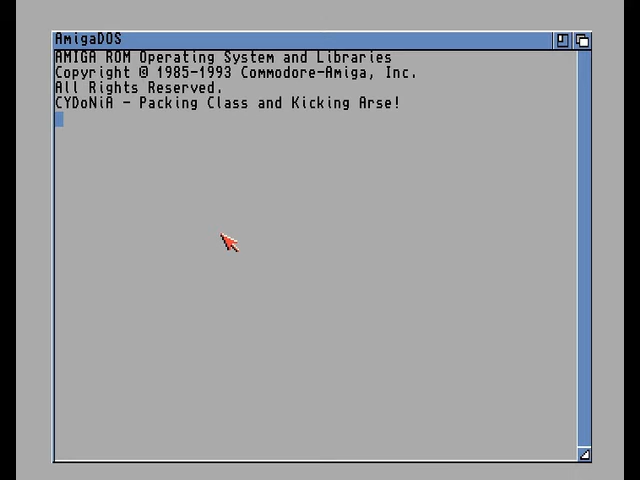 AmigaDOS
AMIGA ROM Operating System and Libraries
Copyright © 1985-1993 Commodore-Amiga, Inc.
All Rights Reserved.
CYDoNiA - Packing Class and Kicking Arse!